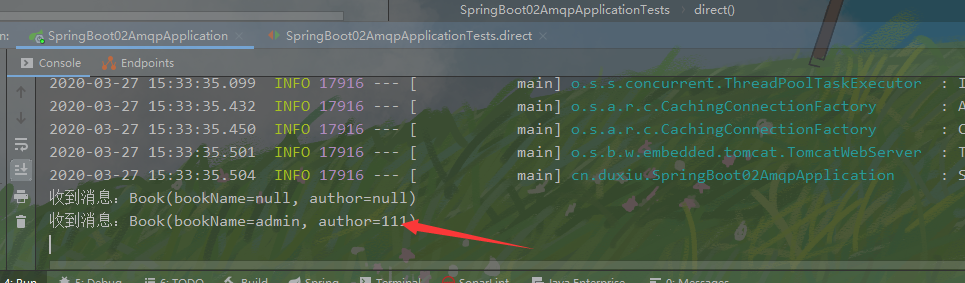 SpringBoot02AmqpApplicationTests › direct()
SpringBoot02AmqpApplication × SpringBoot02AmqpApplicationTests.direct ×
Console Endpoints
2020-03-27 15:33:35.099 INFO 17916 --- [ main] o.s.s.concurrent.ThreadPoolTaskExecutor : I
2020-03-27 15:33:35.432 INFO 17916 --- [ main] o.s.a.r.c.CachingConnectionFactory : A
2020-03-27 15:33:35.450 INFO 17916 --- [ main] o.s.a.r.c.CachingConnectionFactory : C
2020-03-27 15:33:35.501 INFO 17916 --- [ main] o.s.b.w.embedded.tomcat.TomcatWebServer : T
2020-03-27 15:33:35.504 INFO 17916 --- [ main] cn.duxiu.SpringBoot02AmqpApplication : S
收到消息：Book(bookName=null, author=null)
收到消息：Book(bookName=admin, author=111)
4: Run 5: Debug 6: TODO Build Spring Terminal SonarLint Java Enterprise 0: Messages